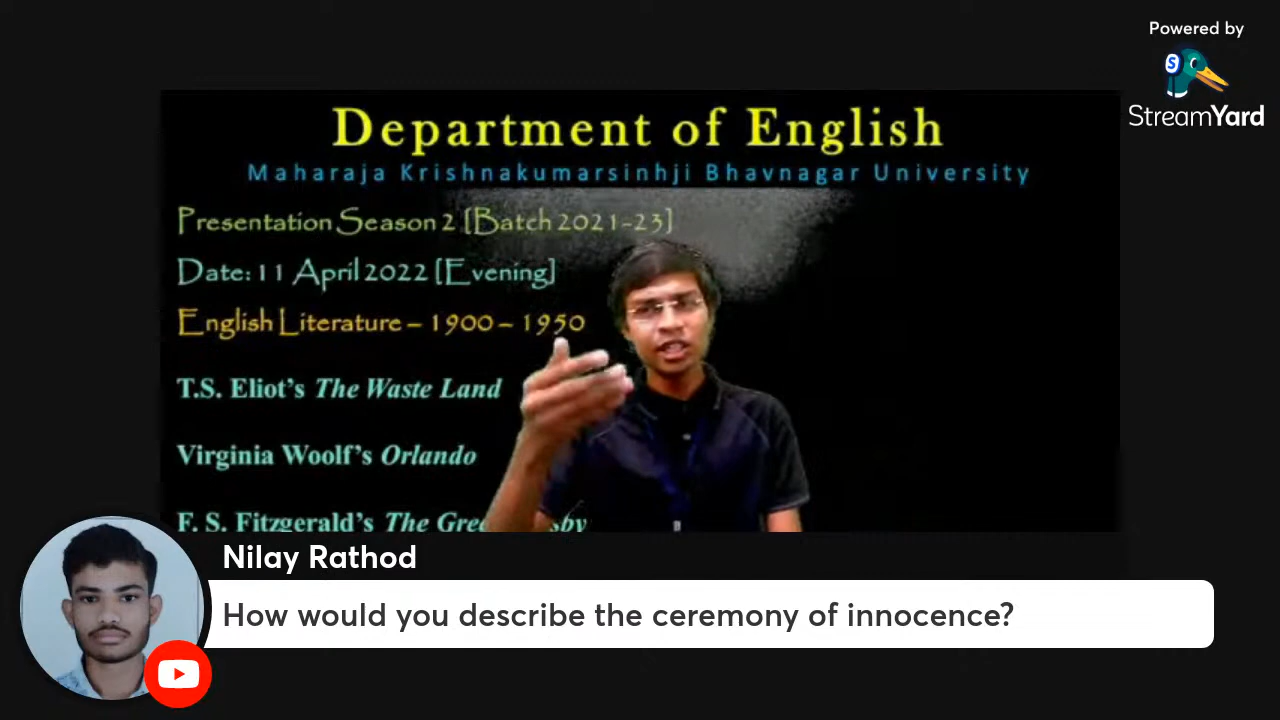 Powered by
StreamYard
Department of English
Maharaja Krishnakumarsinhji Bhavnagar University
Presentation Season 2 [Batch 2021-23]
Date: 11 April 2022 [Evening]
English Literature – 1900 – 1950
T.S. Eliot's The Waste Land
Virginia Woolf's Orlando
F. S. Fitzgerald's The
Nilay Rathod
How would you describe the ceremony of innocence?